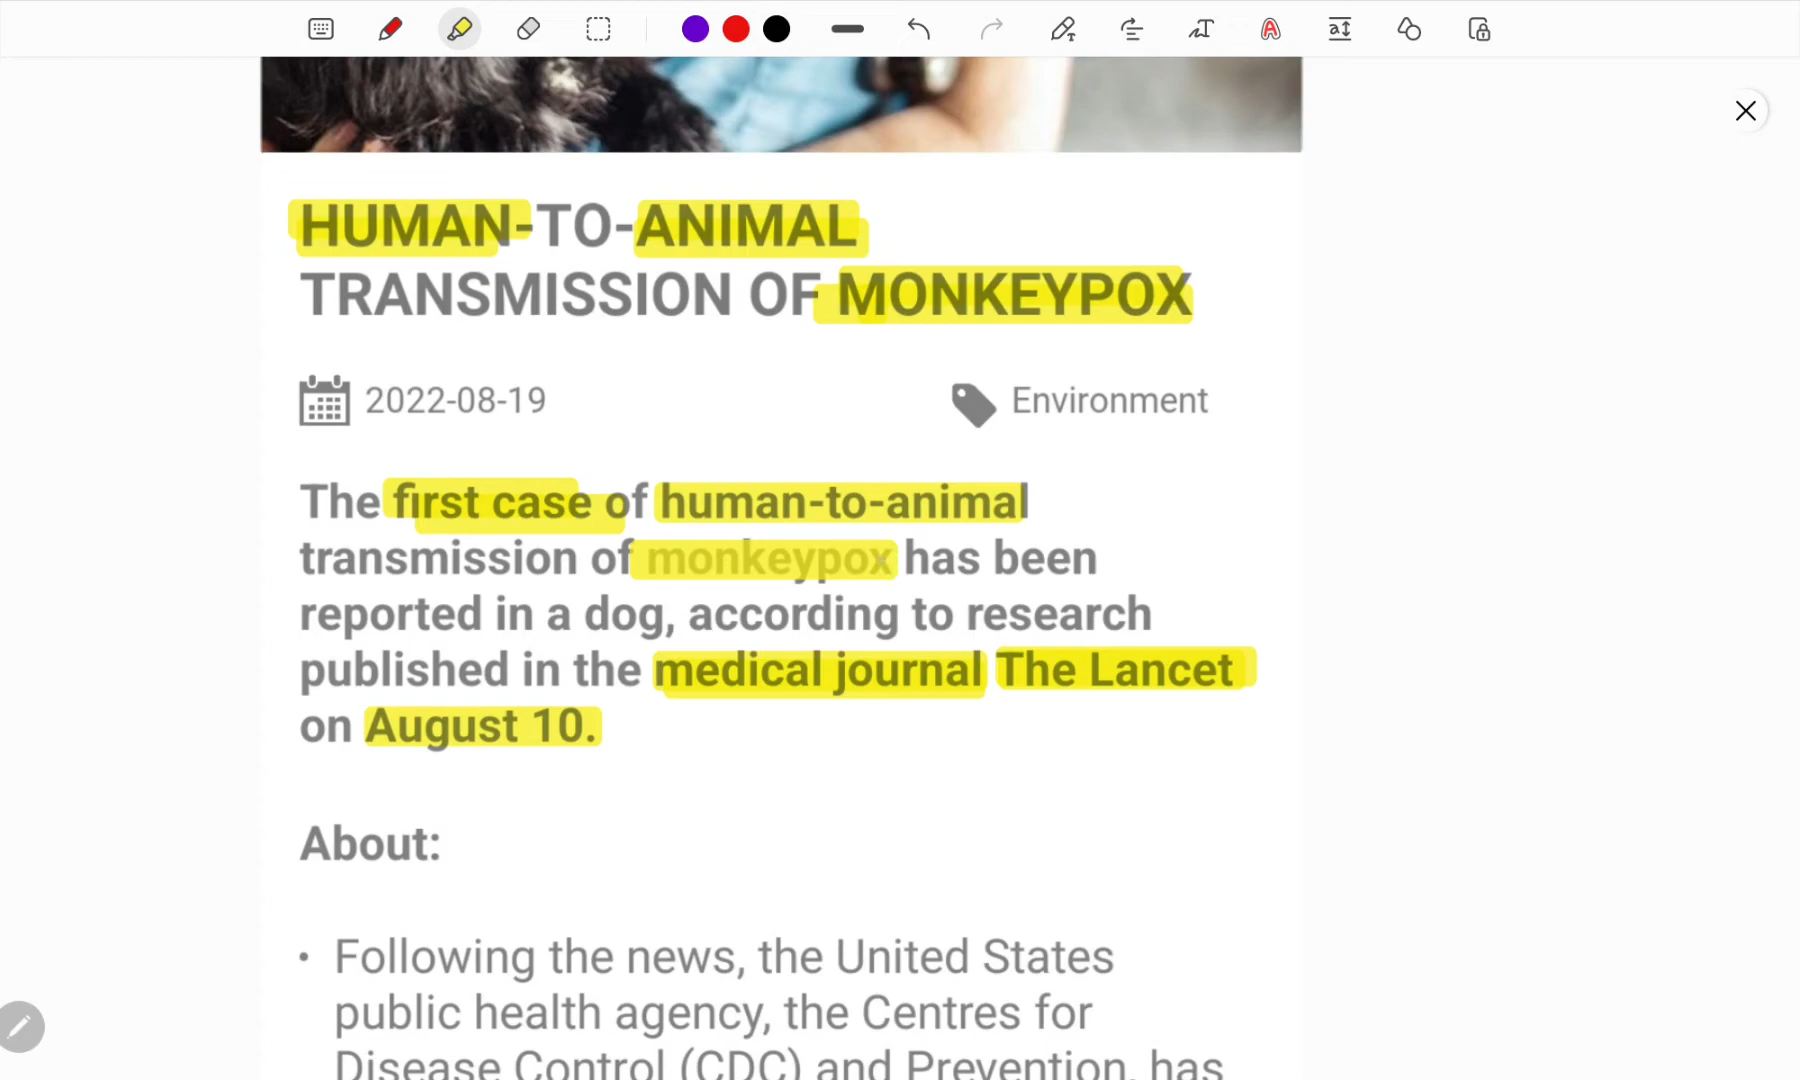 HUMAN-TO-ANIMAL
TRANSMISSION OF MONKEYPOX
2022-08-19
Environment
The first case of human-to-animal
transmission of monkeypox has been
reported in a dog, according to research
published in the medical journal The Lancet
on August 10.
About:
• Following the news, the United States
public health agency, the Centres for
Disease Control (CDC) and Prevention, has